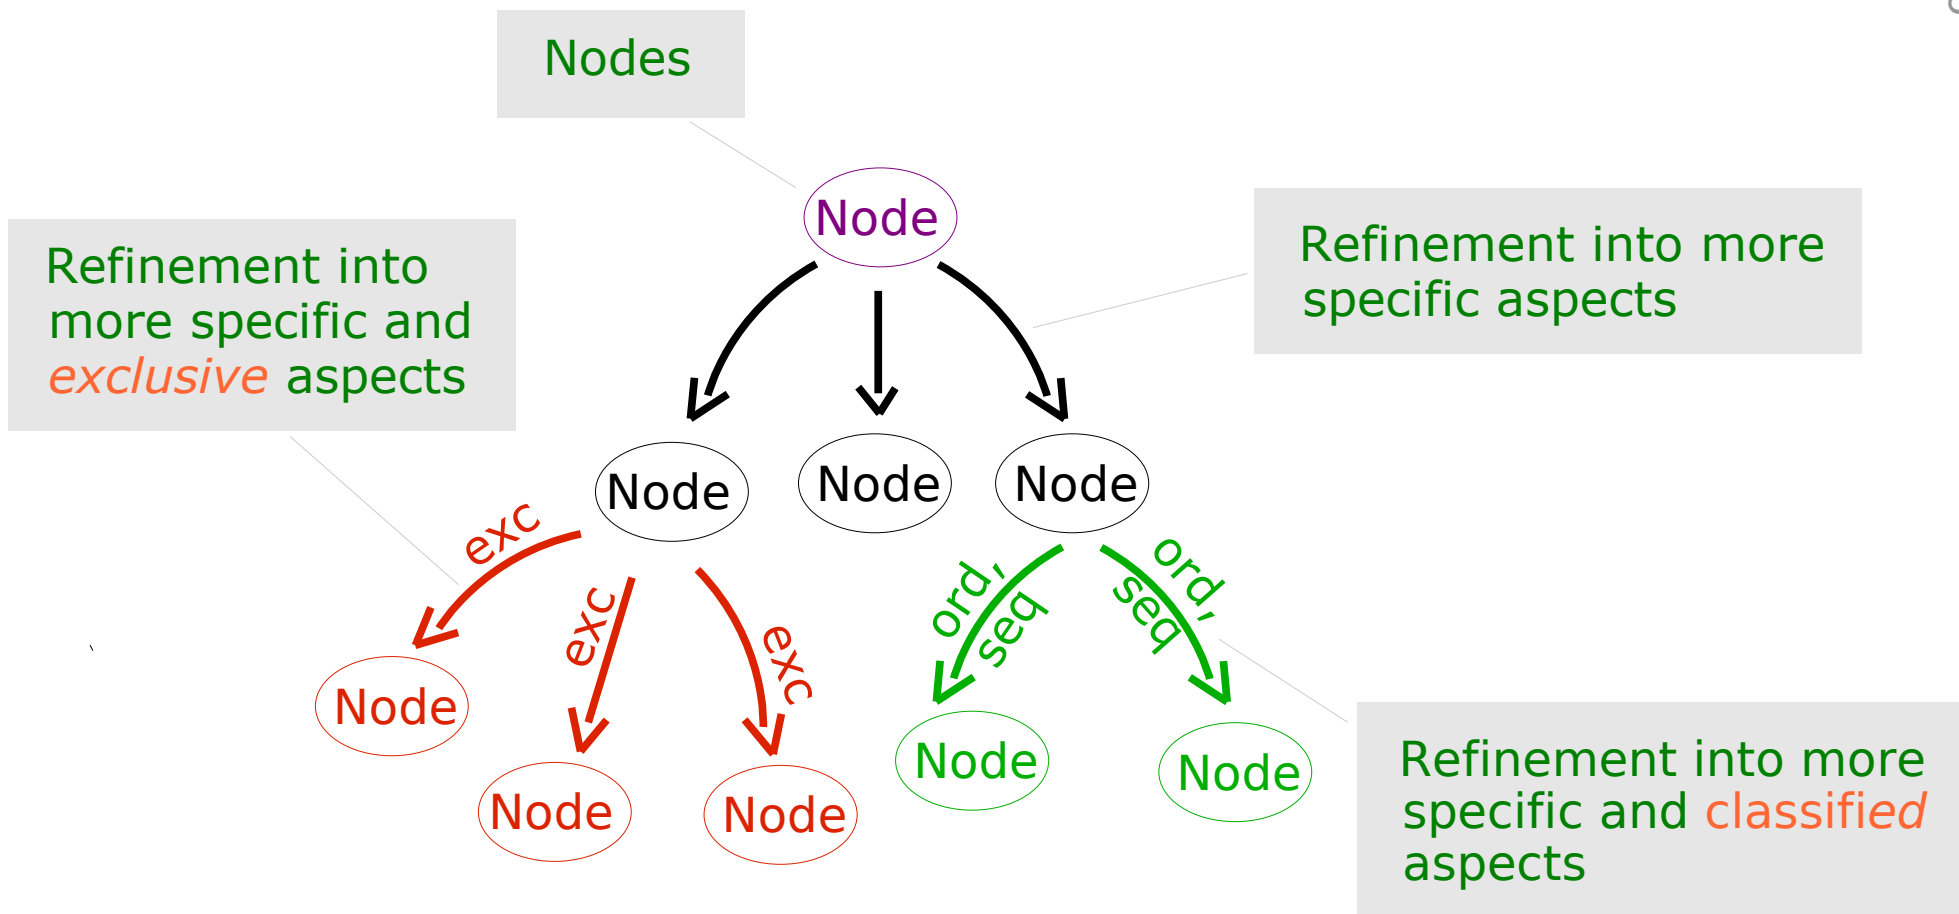 Nodes
Node
Refinement into
more specific and
exclusive aspects
Refinement into more
specific aspects
Node
Node
Node
exc
exc
exc
ord,
seq
ord,
seq
Node
Node
Node
Node
Node
Refinement into more
specific and classified
aspects